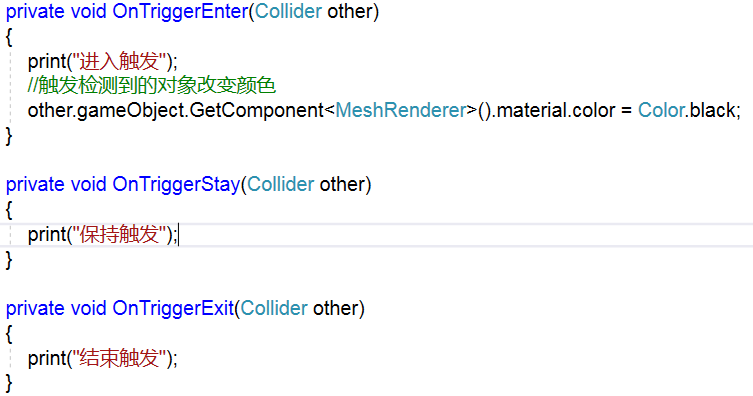 private void OnTriggerEnter(Collider other)
{
print("进入触发");
//触发检测到的对象改变颜色
other.gameObject.GetComponent<MeshRenderer>().material.color = Color.black;
}
private void OnTriggerStay(Collider other)
{
print("保持触发");
}
private void OnTriggerExit(Collider other)
{
print("结束触发");
}